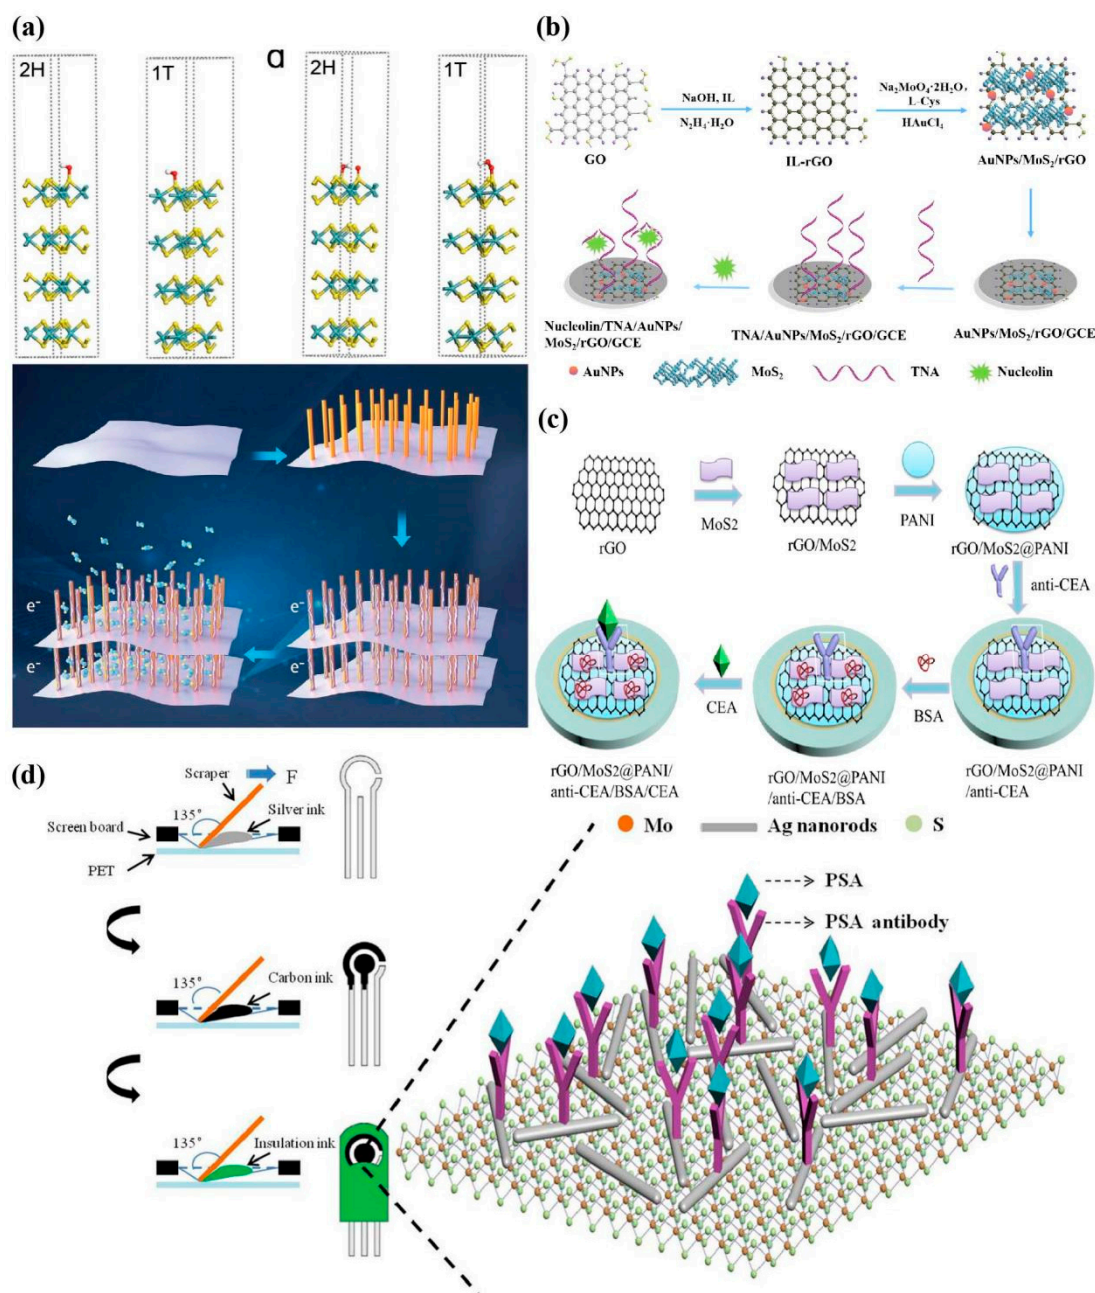 (a)
2H
1T
d
2H
1T
e-
e-
e-
e-
(b)
GO
NaOH, IL
N₂H₄·H₂O
IL-rGO
Na₂MoO₄·2H₂O,
L-Cys
HAuCl₄
AuNPs/MoS₂/rGO
Nucleolin/TNA/AuNPs/
MoS₂/rGO/GCE
TNA/AuNPs/MoS₂/rGO/GCE
AuNPs/MoS₂/rGO/GCE
AuNPs
MoS₂
TNA
Nucleolin
(c)
rGO
MoS2
rGO/MoS2
PANI
rGO/MoS2@PANI
anti-CEA
CEA
BSA
rGO/MoS2@PANI/
anti-CEA/BSA/CEA
rGO/MoS2@PANI
/anti-CEA/BSA
rGO/MoS2@PANI
/anti-CEA
(d)
Scraper
F
135°
Silver ink
Screen board
PET
135°
Carbon ink
135°
Insulation ink
Mo
Ag nanorods
S
PSA
PSA antibody